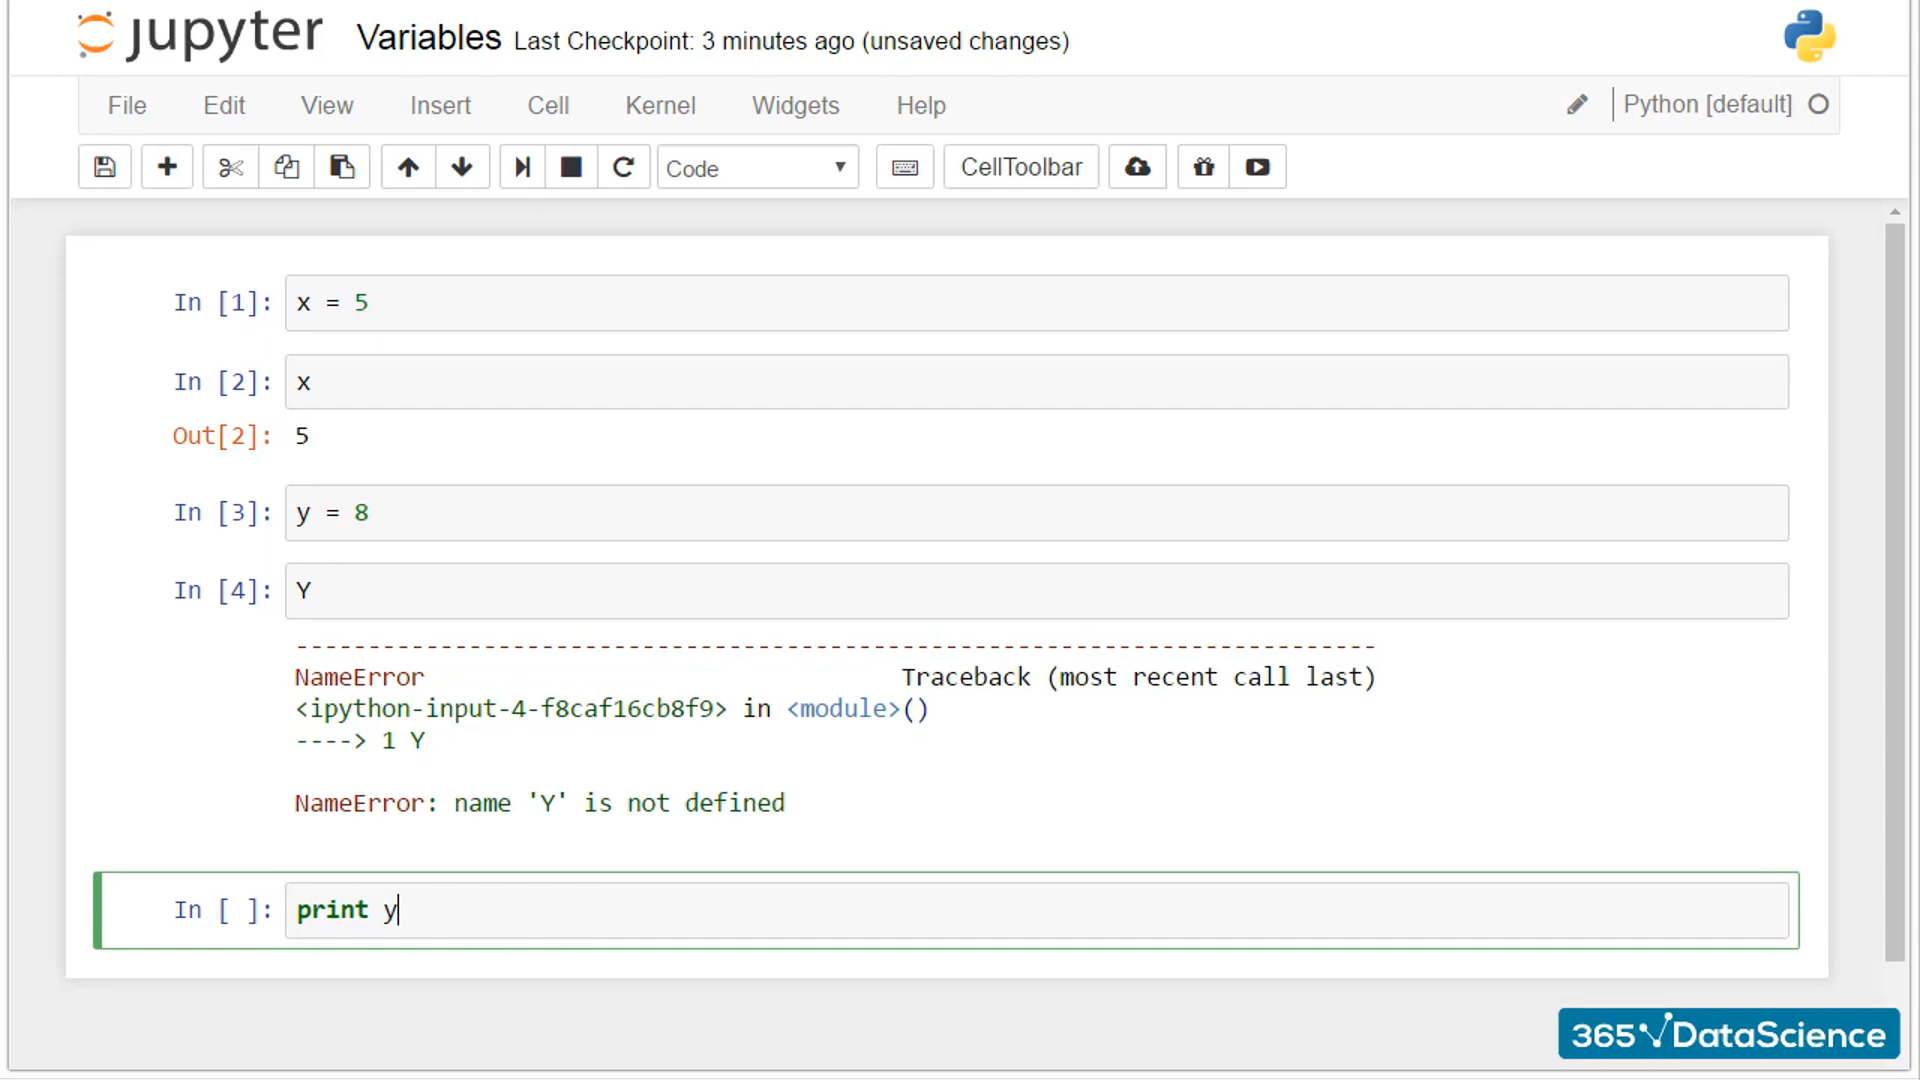 jupyter Variables Last Checkpoint: 3 minutes ago (unsaved changes)
File Edit View Insert Cell Kernel Widgets Help Python [default]
Code CellToolbar
In [1]: x = 5
In [2]: x
Out[2]: 5
In [3]: y = 8
In [4]: Y
---------------------------------------------------------------------------
NameError Traceback (most recent call last)
<ipython-input-4-f8caf16cb8f9> in <module>()
----> 1 Y
NameError: name 'Y' is not defined
In [ ]: print y
365 DataScience